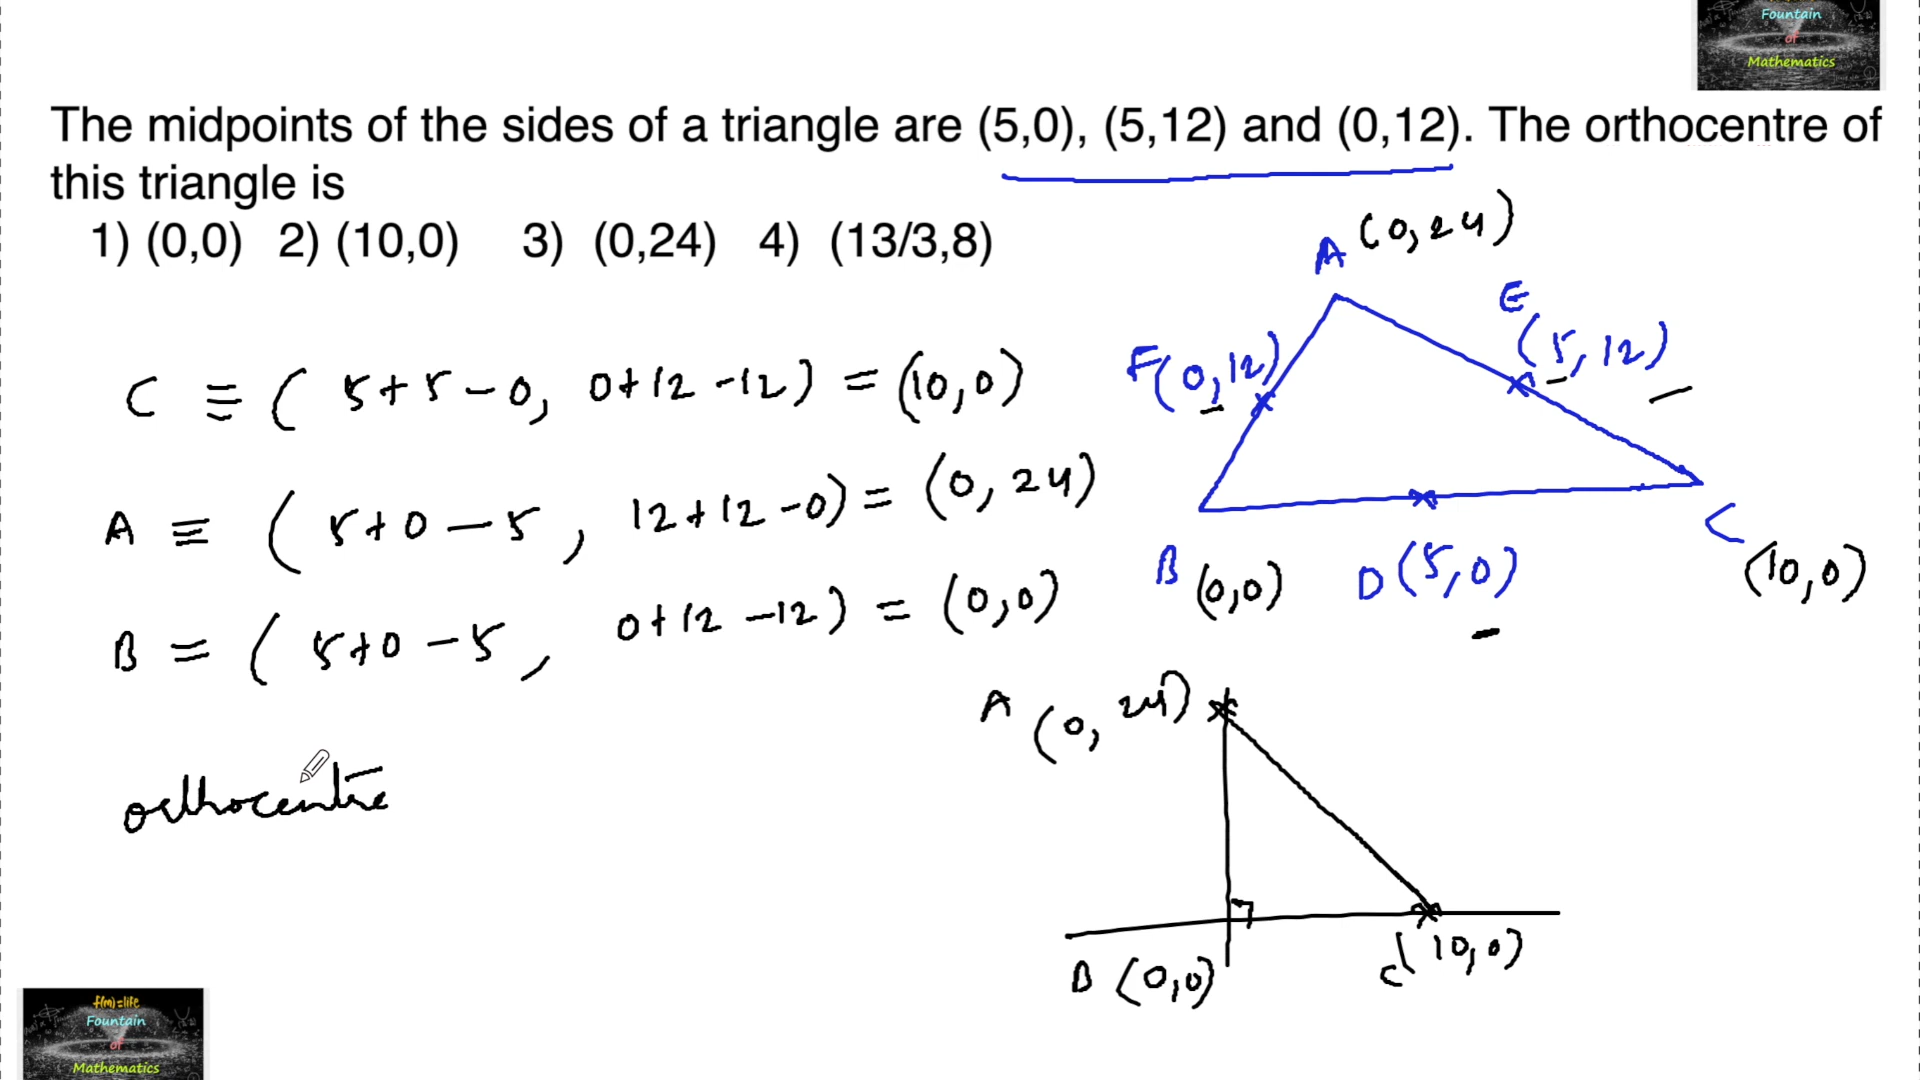 Fountain
of
Mathematics
The midpoints of the sides of a triangle are (5,0), (5,12) and (0,12). The orthocentre of
this triangle is
1) (0,0) 2) (10,0) 3) (0,24) 4) (13/3,8)
A (0,24)
E
(5,12)
F(0,12)
C ≡ (5+5-0, 0+12-12) = (10,0)
A ≡ (5+0-5, 12+12-0) = (0,24)
B = (5+0-5, 0+12-12) = (0,0)
B (0,0)
D(5,0)
C
(10,0)
A (0,24)
orthocentre
B (0,0)
C(10,0)
f(m)=life
Fountain
of
Mathematics